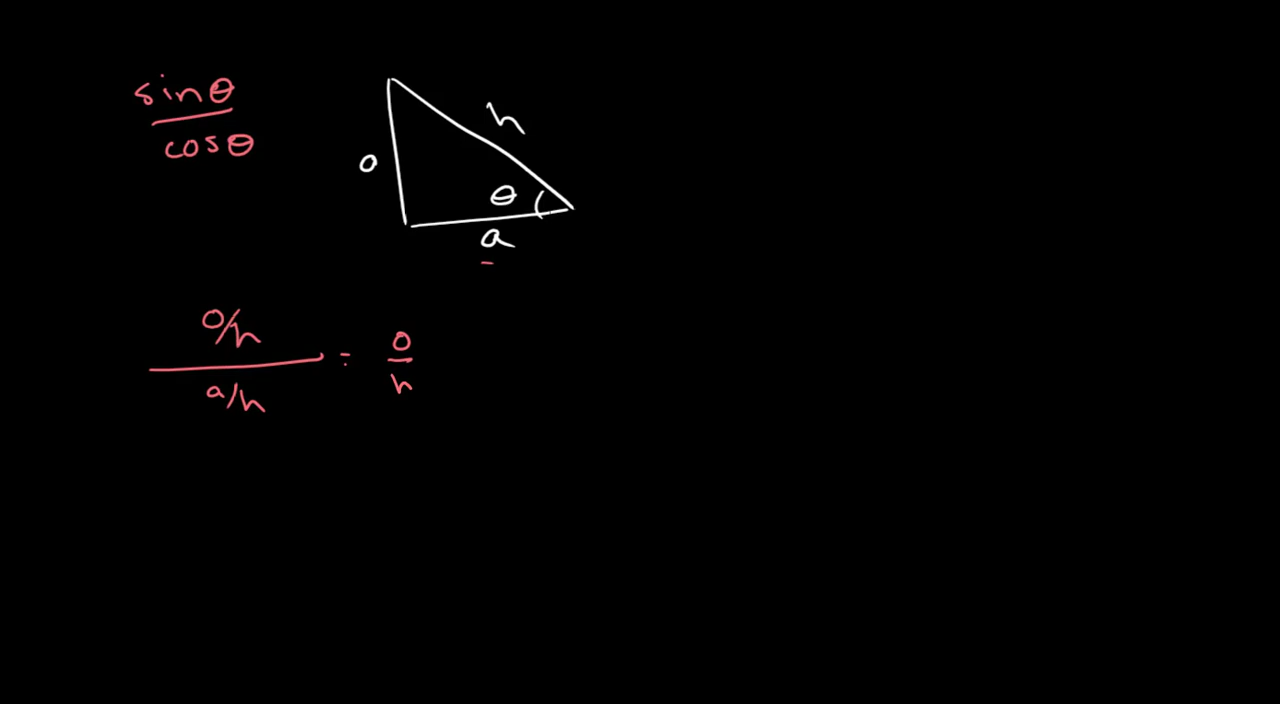 sinθ
cosθ
h
o
θ
a
o/h
a/h
=
o
h